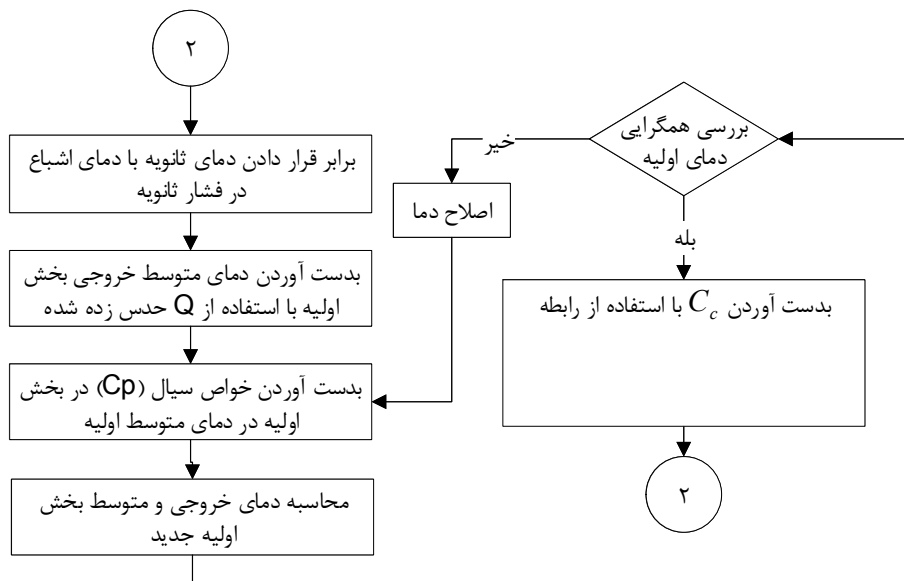 ۲
برابر قرار دادن دمای ثانویه با دمای اشباع
در فشار ثانویه
بدست آوردن دمای متوسط خروجی بخش
اولیه با استفاده از Q حدس زده شده
بدست آوردن خواص سیال (Cp) در بخش
اولیه در دمای متوسط اولیه
محاسبه دمای خروجی و متوسط بخش
اولیه جدید
بررسی همگرایی
دمای اولیه
خیر
اصلاح دما
بله
بدست آوردن C_c با استفاده از رابطه
۲